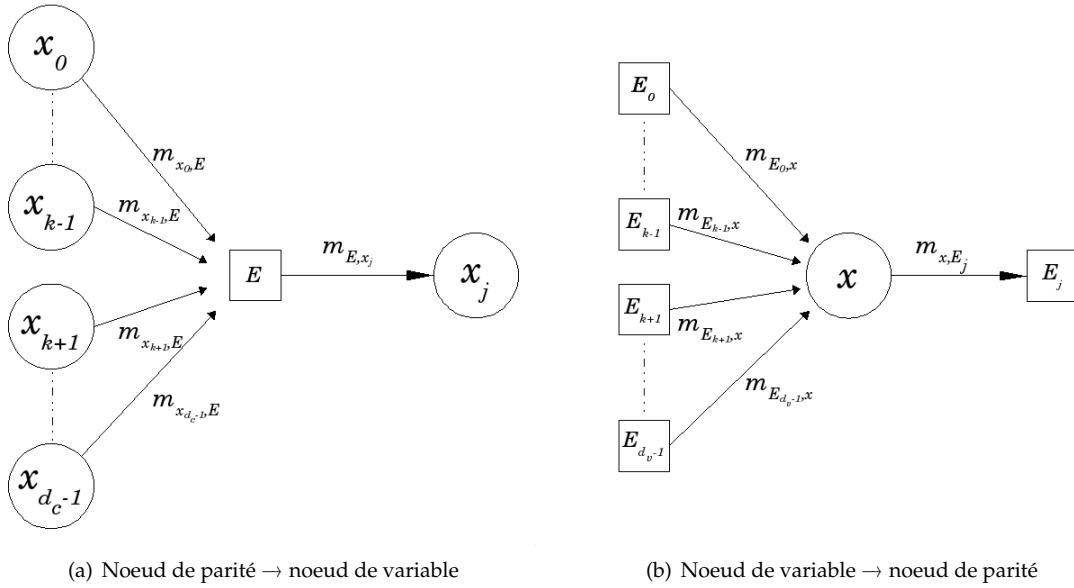 x_0
m_{x_0,E}
x_{k-1}
m_{x_{k-1},E}
E
m_{E,x_j}
x_j
x_{k+1}
m_{x_{k+1},E}
m_{x_{d_c-1},E}
x_{d_c-1}
(a) Noeud de parité → noeud de variable
E_0
m_{E_0,x}
E_{k-1}
m_{E_{k-1},x}
x
m_{x,E_j}
E_j
E_{k+1}
m_{E_{k+1},x}
m_{E_{d_v-1},x}
E_{d_v-1}
(b) Noeud de variable → noeud de parité